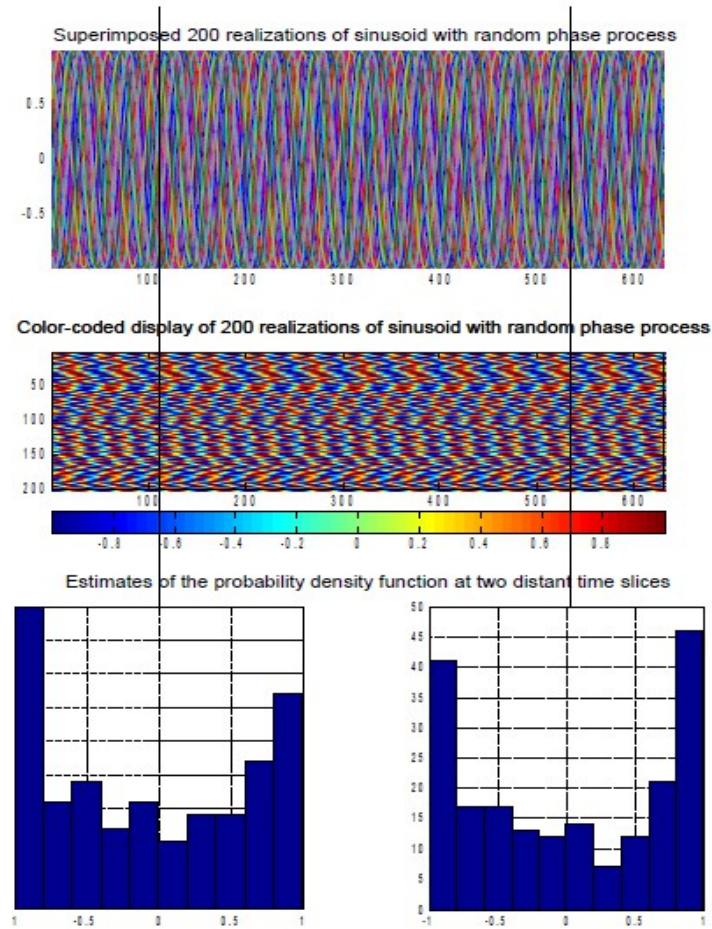 Superimposed 200 realizations of sinusoid with random phase process
0.5
0
-0.5
100 200 300 400 500 600
Color-coded display of 200 realizations of sinusoid with random phase process
50
100
150
200
100 200 300 400 500 600
-0.8 -0.6 -0.4 -0.2 0 0.2 0.4 0.6 0.8
Estimates of the probability density function at two distant time slices
1 -0.5 0 0.5 1
50
45
40
35
30
25
20
15
10
5
0
-1 -0.5 0 0.5 1